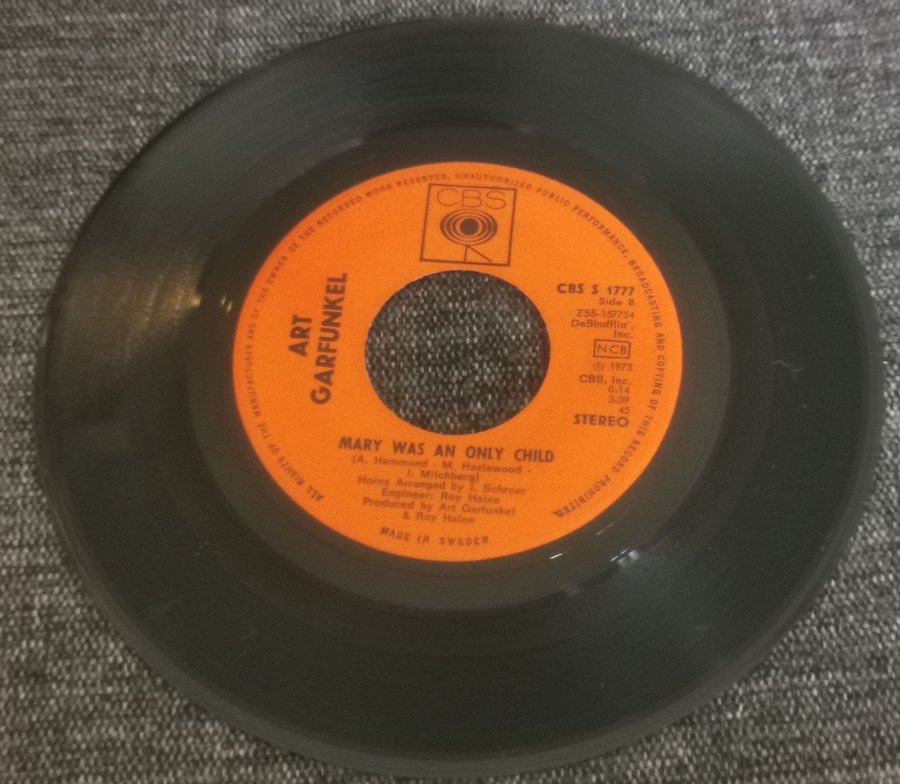 ALL RIGHTS OF THE MANUFACTURER AND OF THE OWNER OF THE RECORDED WORK RESERVED. UNAUTHORIZED PUBLIC PERFORMANCE, BROADCASTING AND COPYING OF THIS RECORD PROHIBITED.
CBS
ART
GARFUNKEL
CBS S 1777
Side B
ZSS-157754
DeShufflin',
Inc.
NCB
℗ 1973
CBS, Inc.
0:14
3:39
45
STEREO
MARY WAS AN ONLY CHILD
(A. Hammond - M. Hazlewood -
J. Milchberg)
Horns Arranged by J. Schroer
Engineer: Roy Halee
Produced by Art Garfunkel
& Roy Halee
MADE IN SWEDEN